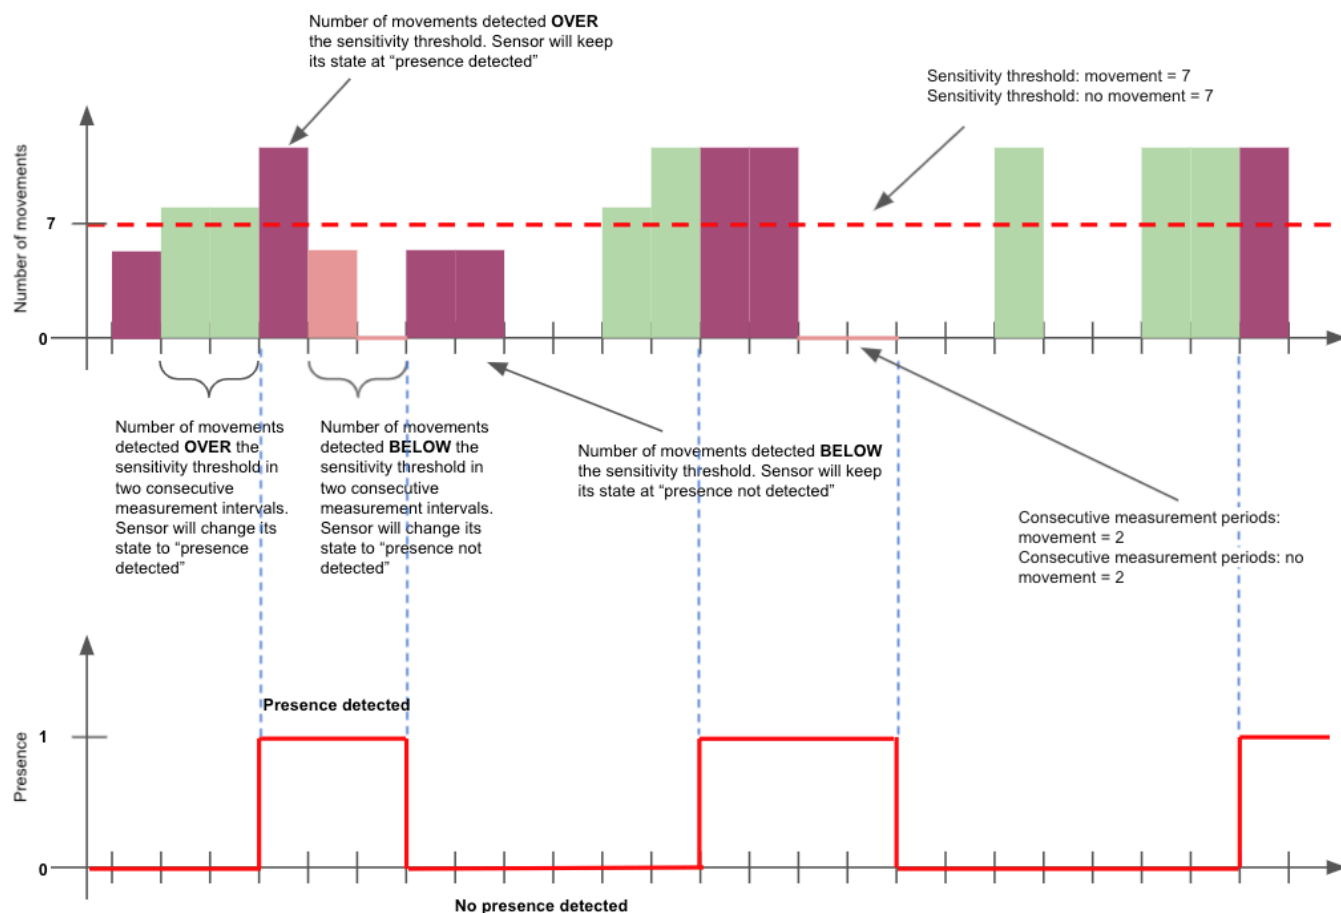 Number of movements detected OVER
the sensitivity threshold. Sensor will keep
its state at “presence detected”
Sensitivity threshold: movement = 7
Sensitivity threshold: no movement = 7
Number of movements
7
0
Number of movements
detected OVER the
sensitivity threshold in
two consecutive
measurement intervals.
Sensor will change its
state to “presence
detected”
Number of movements
detected BELOW the
sensitivity threshold in
two consecutive
measurement intervals.
Sensor will change its
state to “presence not
detected”
Number of movements detected BELOW
the sensitivity threshold. Sensor will keep
its state at “presence not detected”
Consecutive measurement periods:
movement = 2
Consecutive measurement periods: no
movement = 2
Presence detected
Presence
1
0
No presence detected